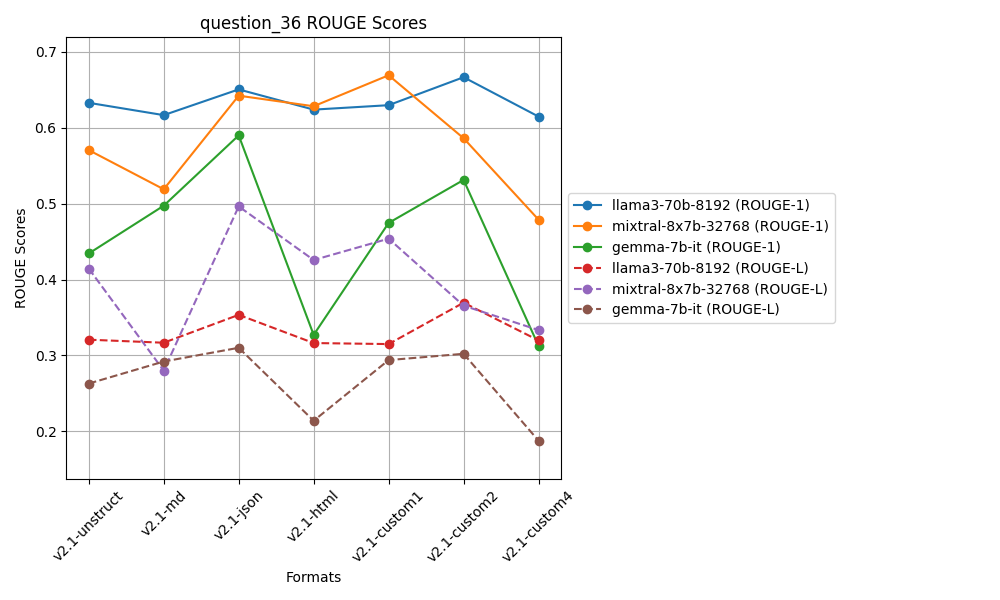 question_36 ROUGE Scores
ROUGE Scores
0.7
0.6
0.5
0.4
0.3
0.2
v2.1-unstruct
v2.1-md
v2.1-json
v2.1-html
v2.1-custom1
v2.1-custom2
v2.1-custom4
Formats
llama3-70b-8192 (ROUGE-1)
mixtral-8x7b-32768 (ROUGE-1)
gemma-7b-it (ROUGE-1)
llama3-70b-8192 (ROUGE-L)
mixtral-8x7b-32768 (ROUGE-L)
gemma-7b-it (ROUGE-L)